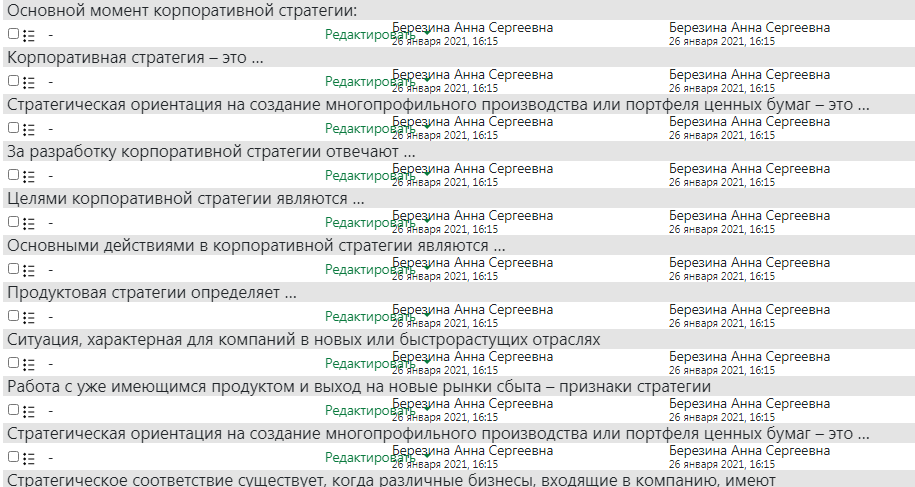 Основной момент корпоративной стратегии:
- Редактировать Березина Анна Сергеевна Березина Анна Сергеевна
26 января 2021, 16:15 26 января 2021, 16:15
Корпоративная стратегия – это ...
- Редактировать Березина Анна Сергеевна Березина Анна Сергеевна
26 января 2021, 16:15 26 января 2021, 16:15
Стратегическая ориентация на создание многопрофильного производства или портфеля ценных бумаг – это ...
- Редактировать Березина Анна Сергеевна Березина Анна Сергеевна
26 января 2021, 16:15 26 января 2021, 16:15
За разработку корпоративной стратегии отвечают ...
- Редактировать Березина Анна Сергеевна Березина Анна Сергеевна
26 января 2021, 16:15 26 января 2021, 16:15
Целями корпоративной стратегии являются ...
- Редактировать Березина Анна Сергеевна Березина Анна Сергеевна
26 января 2021, 16:15 26 января 2021, 16:15
Основными действиями в корпоративной стратегии являются ...
- Редактировать Березина Анна Сергеевна Березина Анна Сергеевна
26 января 2021, 16:15 26 января 2021, 16:15
Продуктовая стратегии определяет ...
- Редактировать Березина Анна Сергеевна Березина Анна Сергеевна
26 января 2021, 16:15 26 января 2021, 16:15
Ситуация, характерная для компаний в новых или быстрорастущих отраслях
- Редактировать Березина Анна Сергеевна Березина Анна Сергеевна
26 января 2021, 16:15 26 января 2021, 16:15
Работа с уже имеющимся продуктом и выход на новые рынки сбыта – признаки стратегии
- Редактировать Березина Анна Сергеевна Березина Анна Сергеевна
26 января 2021, 16:15 26 января 2021, 16:15
Стратегическая ориентация на создание многопрофильного производства или портфеля ценных бумаг – это ...
- Редактировать Березина Анна Сергеевна Березина Анна Сергеевна
26 января 2021, 16:15 26 января 2021, 16:15
Стратегическое соответствие существует, когда различные бизнесы, входящие в компанию, имеют